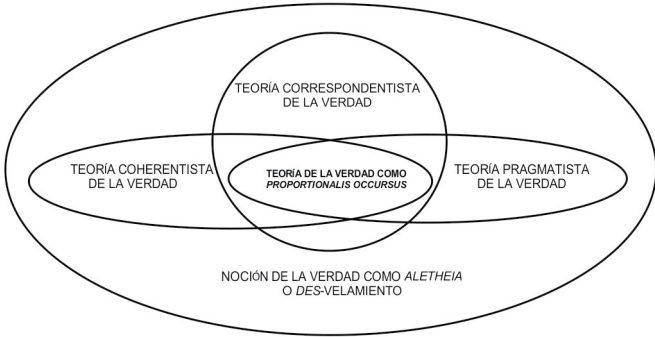 TEORÍA CORRESPONDENTISTA
DE LA VERDAD
TEORÍA COHERENTISTA
DE LA VERDAD
TEORÍA DE LA VERDAD COMO
PROPORTIONALIS OCCURSUS
TEORÍA PRAGMATISTA
DE LA VERDAD
NOCIÓN DE LA VERDAD COMO ALETHEIA
O DES-VELAMIENTO